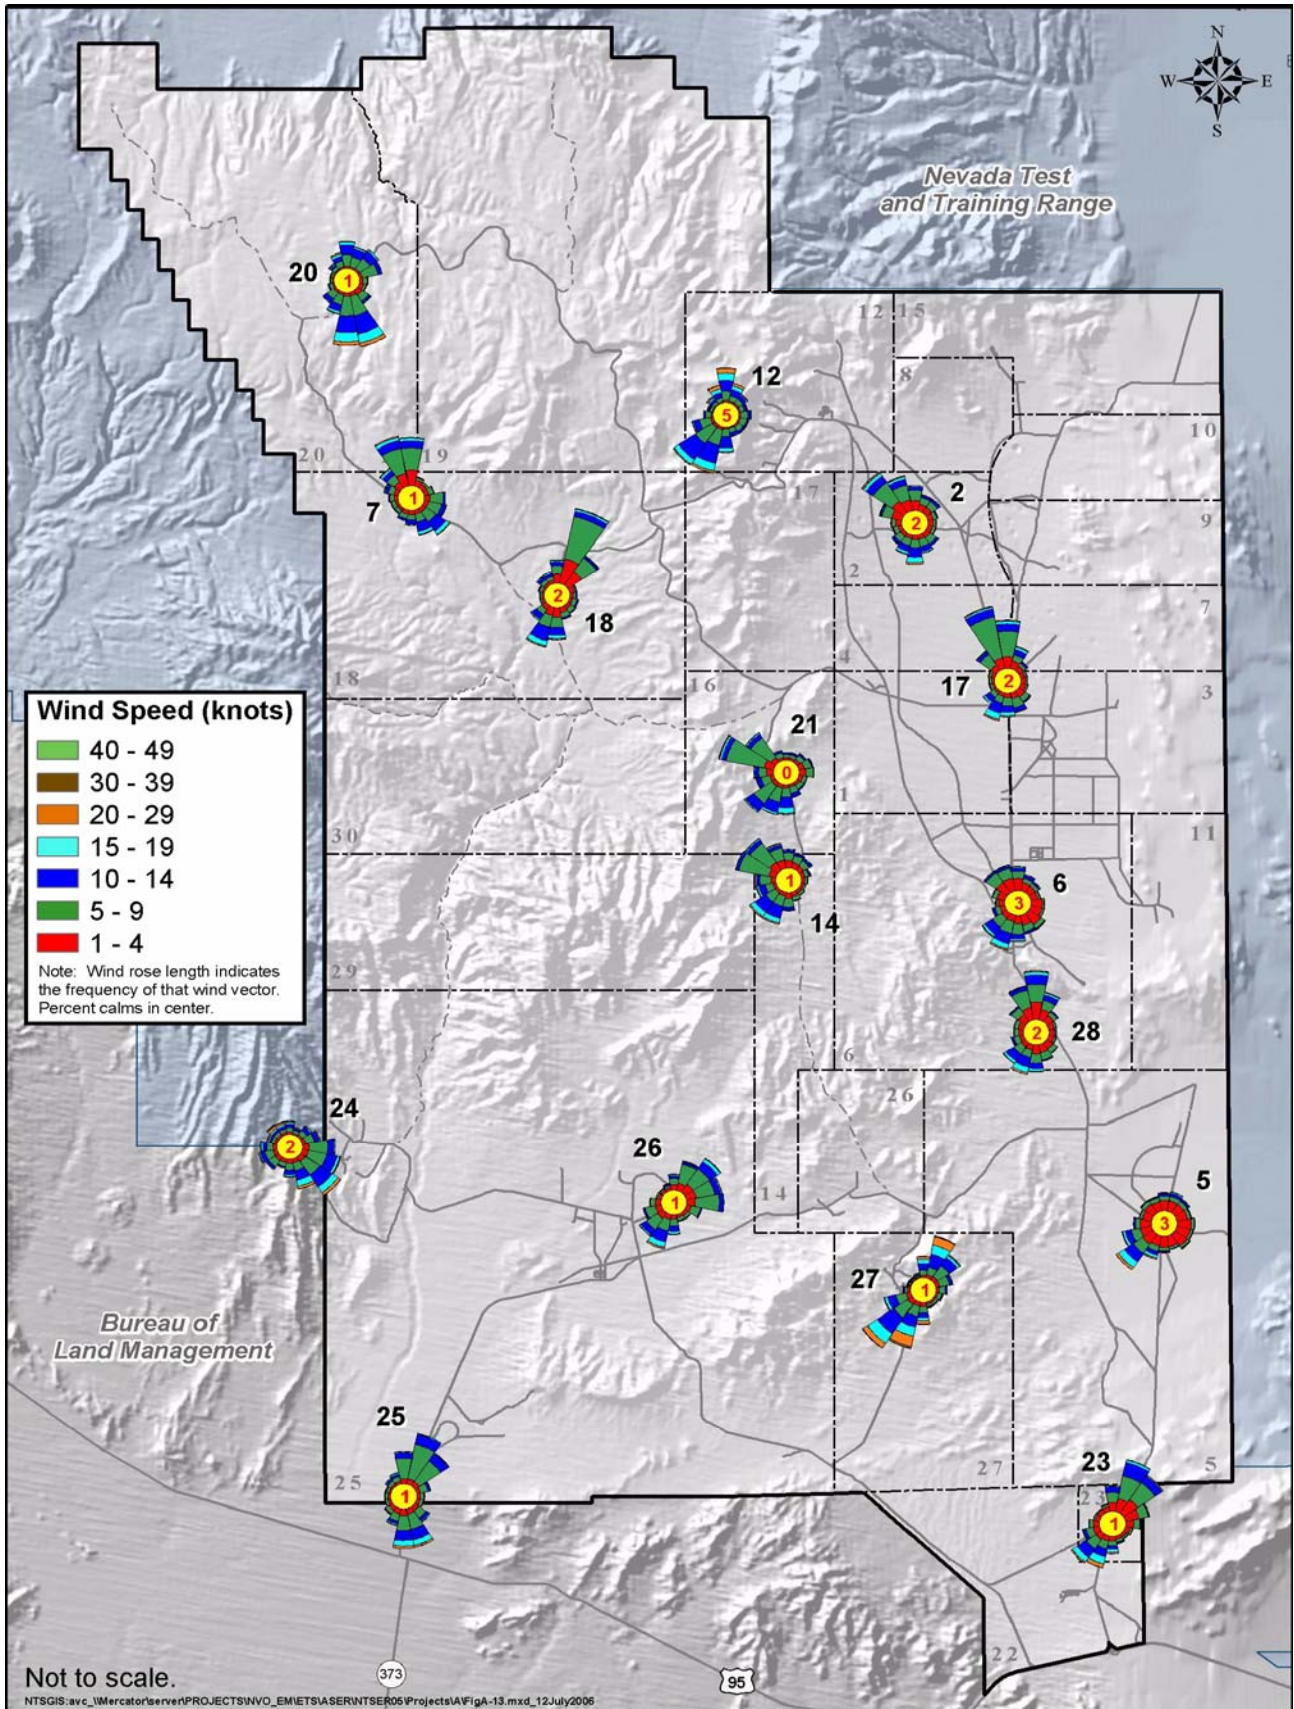 N
W E
S
Nevada Test
and Training Range
20
1
12 15
8
12
5
10
20 19
17
2
7
1
2
9
2
2
18
7
17
2
4
18
16
3
Wind Speed (knots)
40 - 49
30 - 39
20 - 29
15 - 19
10 - 14
5 - 9
1 - 4
Note: Wind rose length indicates
the frequency of that wind vector.
Percent calms in center.
21
0
1
30
11
6
3
1
14
29
2
28
6
26
24
2
26
1
14
5
3
27
1
Bureau of
Land Management
25
25
1
27
5
23
23
1
22
Not to scale.
373
95
NTSGIS:avc_\\Mercator\server\PROJECTS\NVO_EM\ETS\ASER\NTSER05\Projects\A\FigA-13.mxd_12July2006